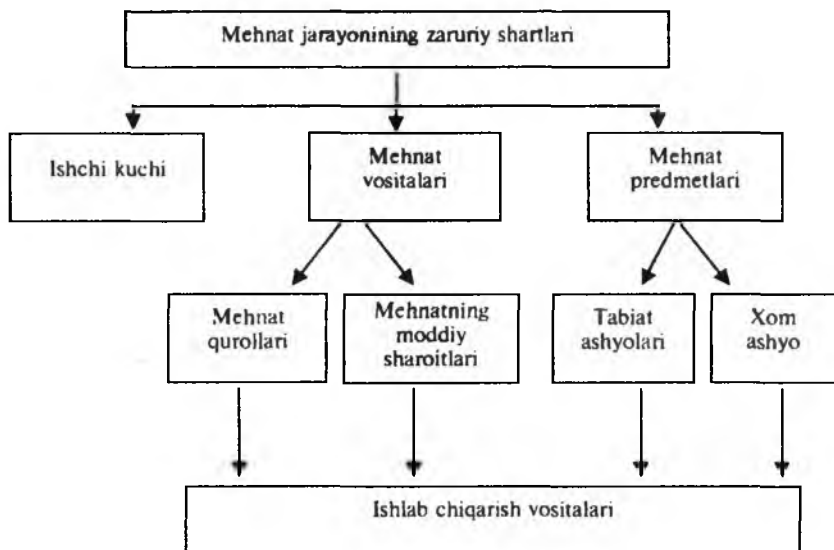 Mehnat jarayonining zaruriy shartlari
Ishchi kuchi
Mehnat
vositalari
Mehnat
predmetlari
Mehnat
qurollari
Mehnatning
moddiy
sharoitlari
Tabiat
ashyolari
Xom
ashyo
Ishlab chiqarish vositalari